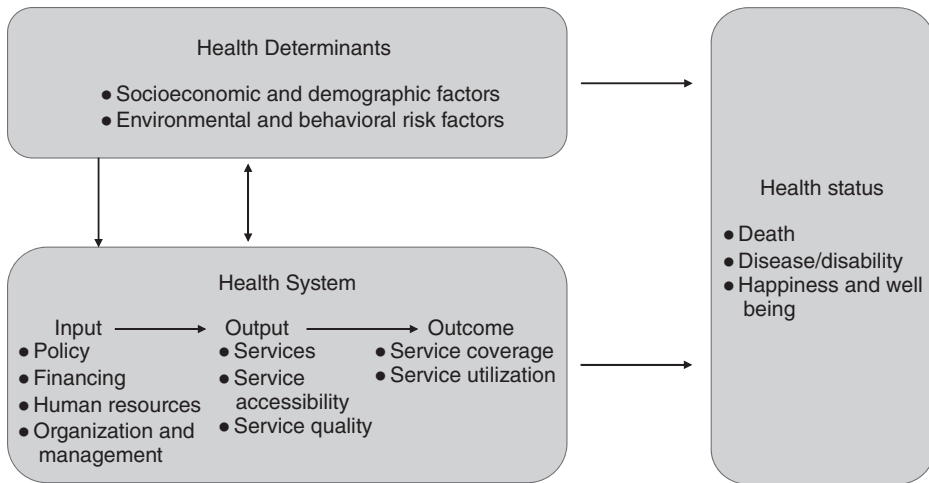 Health Determinants
● Socioeconomic and demographic factors
● Environmental and behavioral risk factors
Health System
Input
● Policy
● Financing
● Human resources
● Organization and
management
Output
● Services
● Service
accessibility
● Service quality
Outcome
● Service coverage
● Service utilization
Health status
● Death
● Disease/disability
● Happiness and well
being